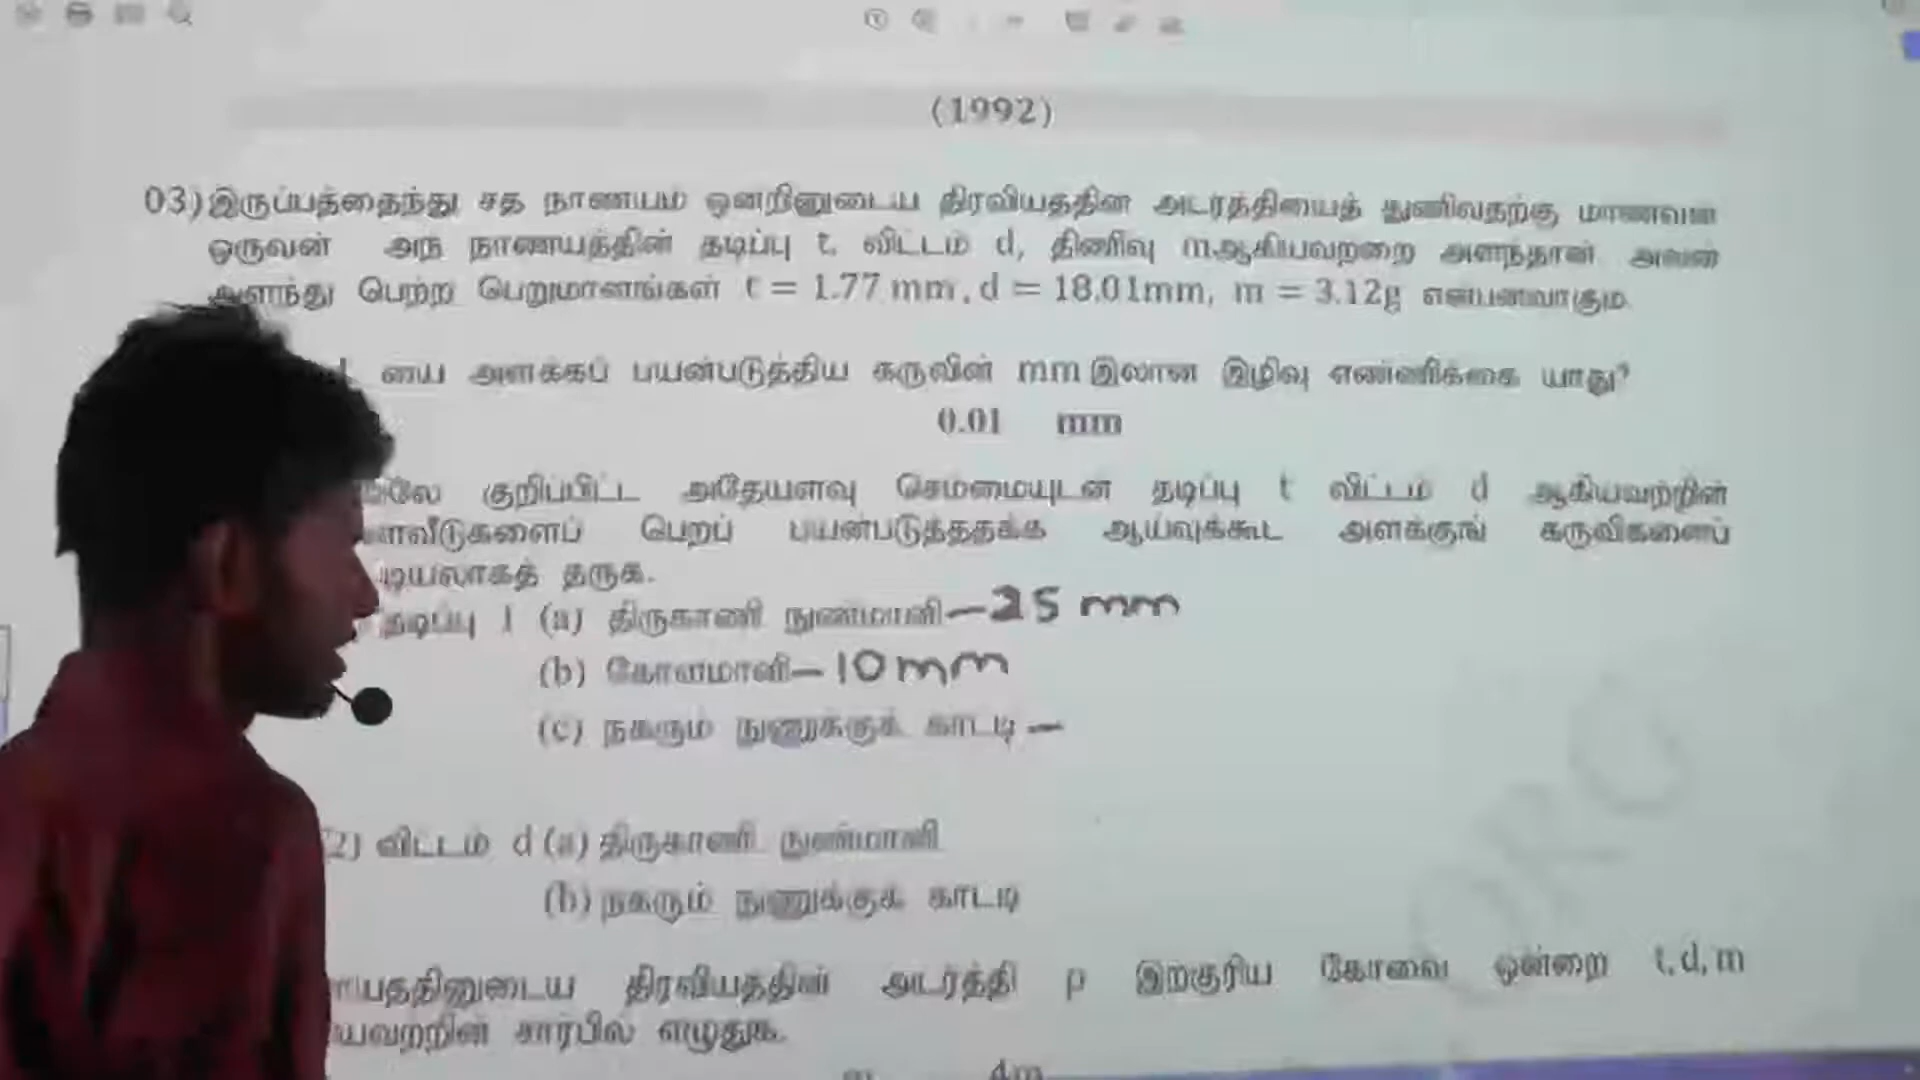 (1992)
03) இருப்பத்தைந்து சத நாணயம் ஒன்றினுடைய திரவியத்தின் அடர்த்தியைத் துணிவதற்கு மாணவன்
ஒருவன் அந் நாணயத்தின் தடிப்பு t, விட்டம் d, திணிவு m ஆகியவற்றை அளந்தான் அவன்
அளந்து பெற்ற பெறுமானங்கள் t = 1.77 mm, d = 18.01mm, m = 3.12g என்பனவாகும்.
யை அளக்கப் பயன்படுத்திய கருவின் mm இலான இழிவு எண்ணிக்கை யாது?
0.01 mm
குறிப்பிட்ட அதேயளவு செம்மையுடன் தடிப்பு t விட்டம் d ஆகியவற்றின்
பெறப் பயன்படுத்தத்தக்க ஆய்வுக்கூட அளக்குங் கருவிகளைப்
தருக.
தடிப்பு t (a) திருகாணி நுண்மானி – 25 mm
(b) கோளமானி – 10 mm
(c) நகரும் நுணுக்குக் காட்டி –
2) விட்டம் d (a) திருகாணி நுண்மானி
(b) நகரும் நுணுக்குக் காட்டி
திரவியத்தின் அடர்த்தி ρ இற்குரிய கோவை ஒன்றை t, d, m
சார்பில் எழுதுக.